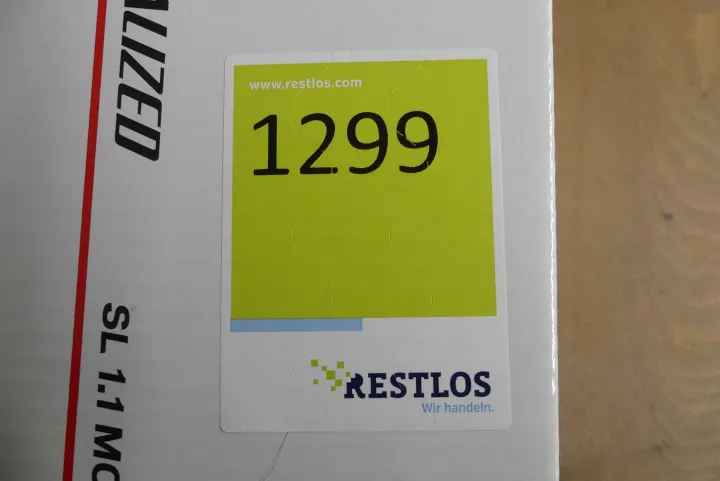 ALIZED
SL 1.1 MO
www.restlos.com
1299
RESTLOS
Wir handeln.